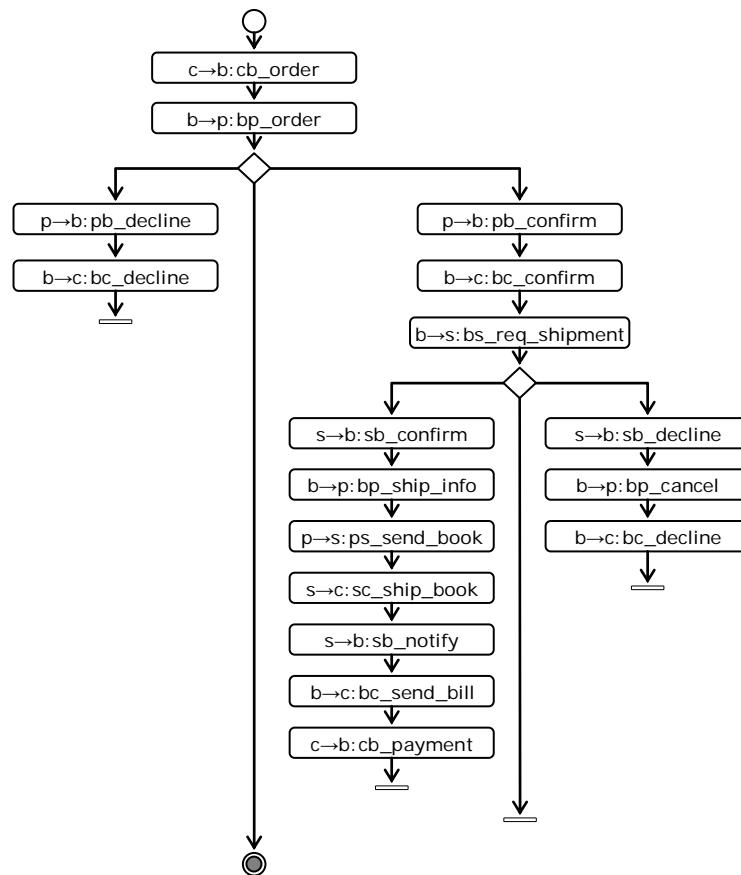 c→b:cb_order
b→p:bp_order
p→b:pb_decline
b→c:bc_decline
p→b:pb_confirm
b→c:bc_confirm
b→s:bs_req_shipment
s→b:sb_confirm
b→p:bp_ship_info
p→s:ps_send_book
s→c:sc_ship_book
s→b:sb_notify
b→c:bc_send_bill
c→b:cb_payment
s→b:sb_decline
b→p:bp_cancel
b→c:bc_decline